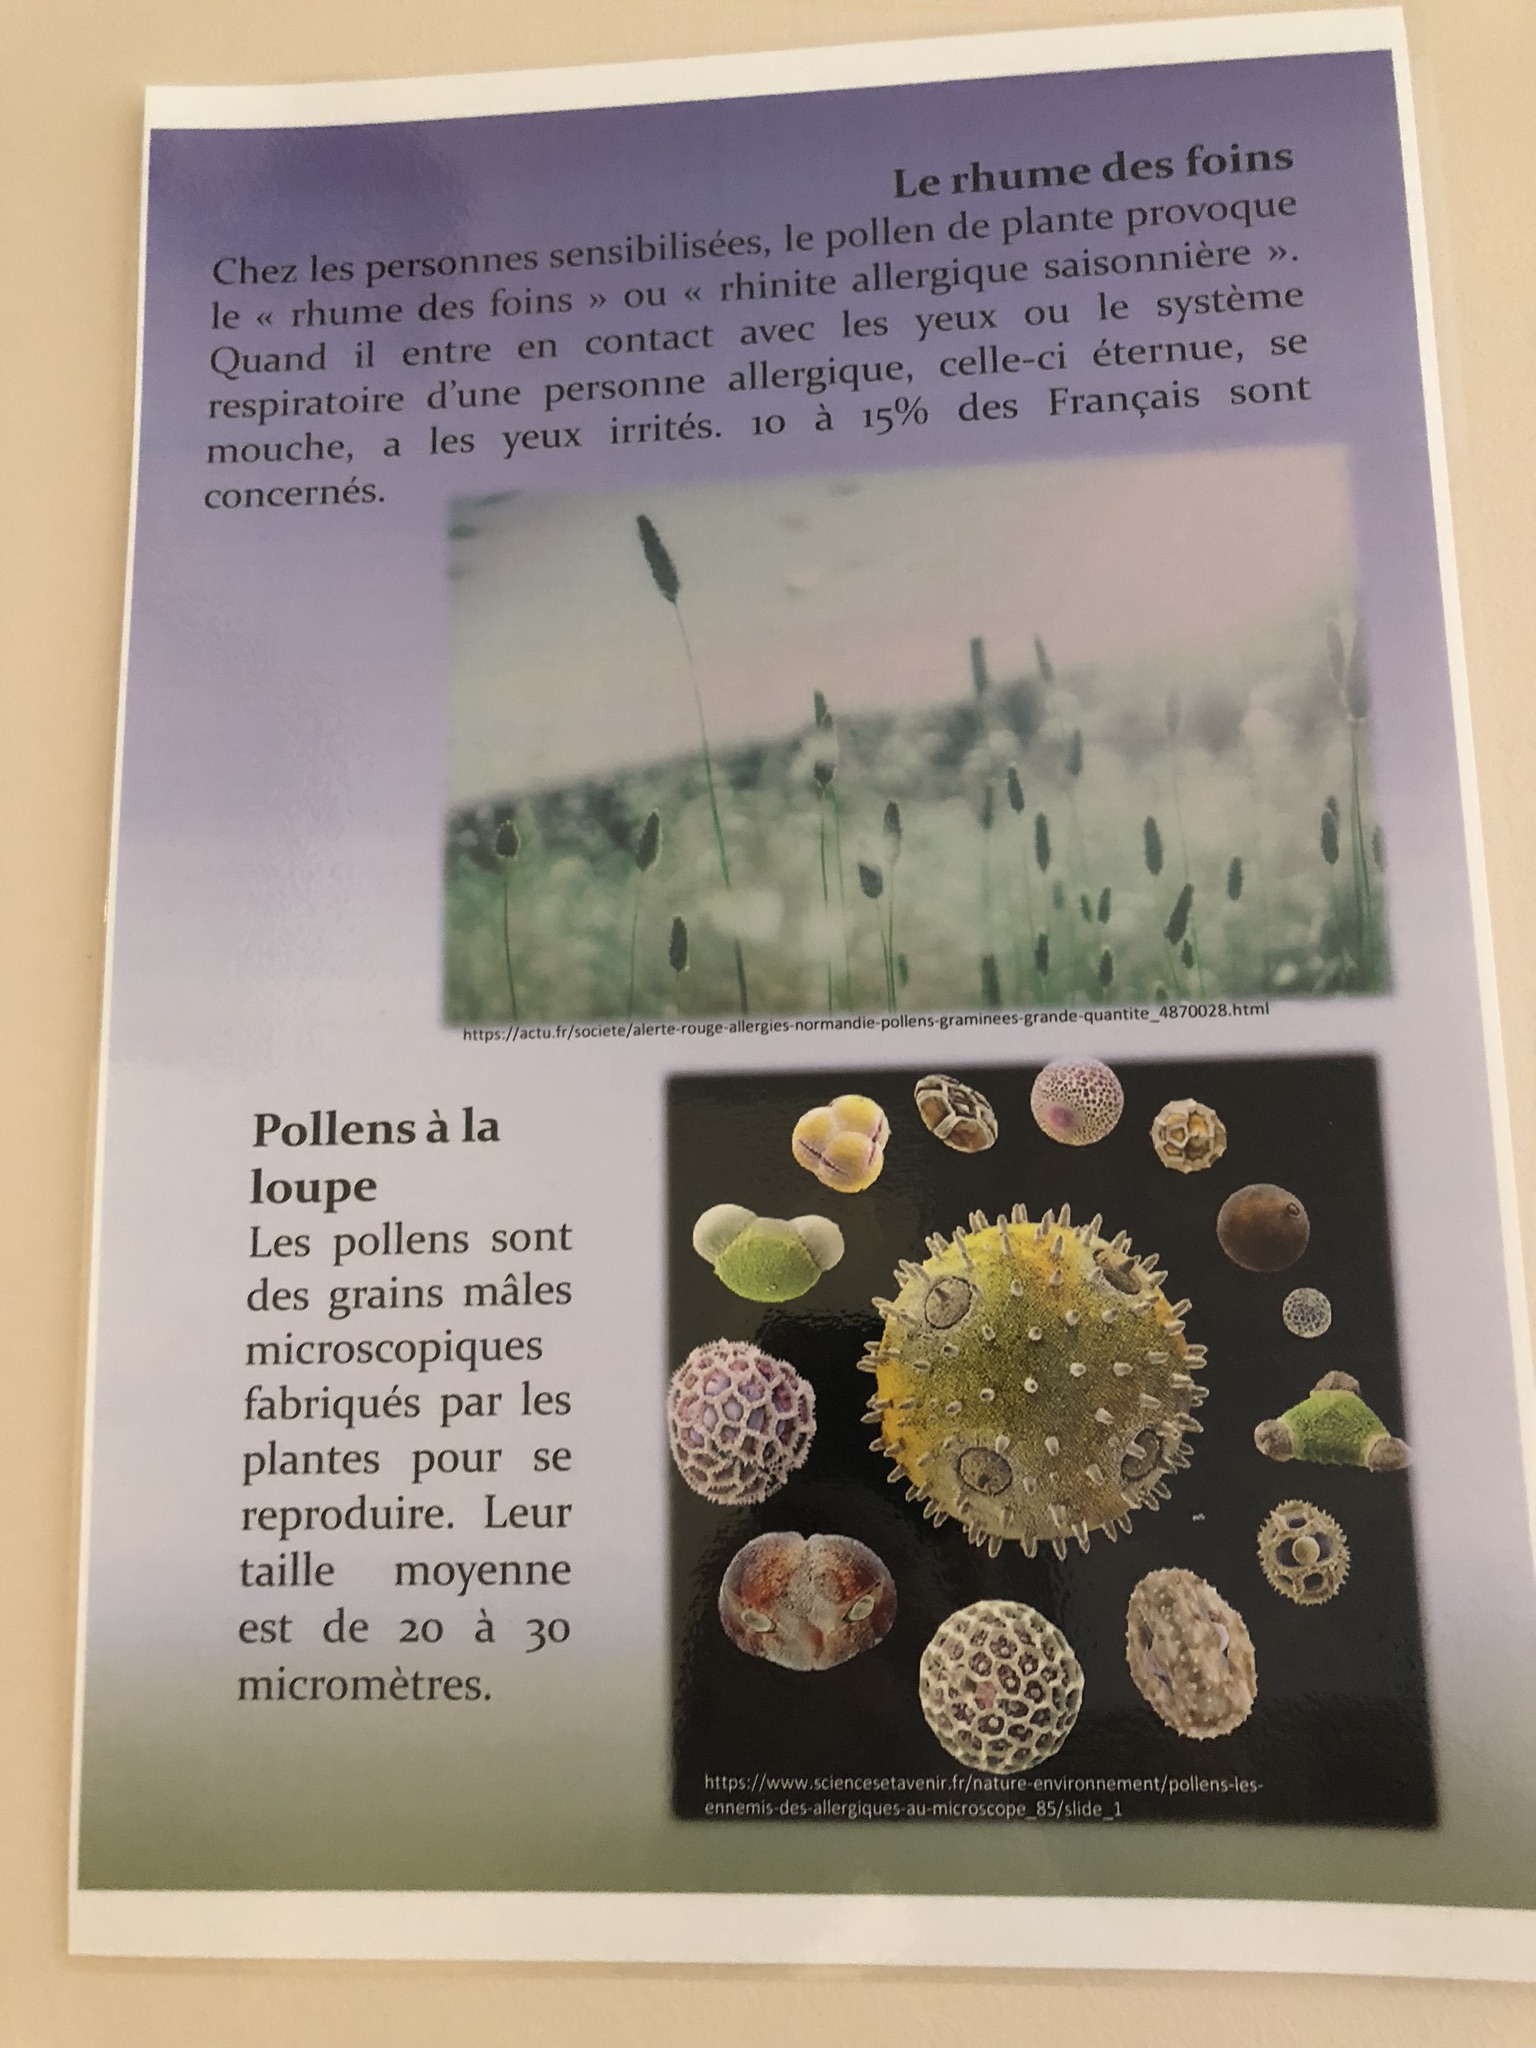 Le rhume des foins
Chez les personnes sensibilisées, le pollen de plante provoque
le « rhume des foins » ou « rhinite allergique saisonnière ».
Quand il entre en contact avec les yeux ou le système
respiratoire d’une personne allergique, celle-ci éternue, se
mouche, a les yeux irrités. 10 à 15% des Français sont
concernés.
https://actu.fr/societe/alerte-rouge-allergies-normandie-pollens-graminees-grande-quantite_4870028.html
Pollens à la
loupe
Les pollens sont
des grains mâles
microscopiques
fabriqués par les
plantes pour se
reproduire. Leur
taille moyenne
est de 20 à 30
micromètres.
https://www.sciencesetavenir.fr/nature-environnement/pollens-les-
ennemis-des-allergiques-au-microscope_85/slide_1